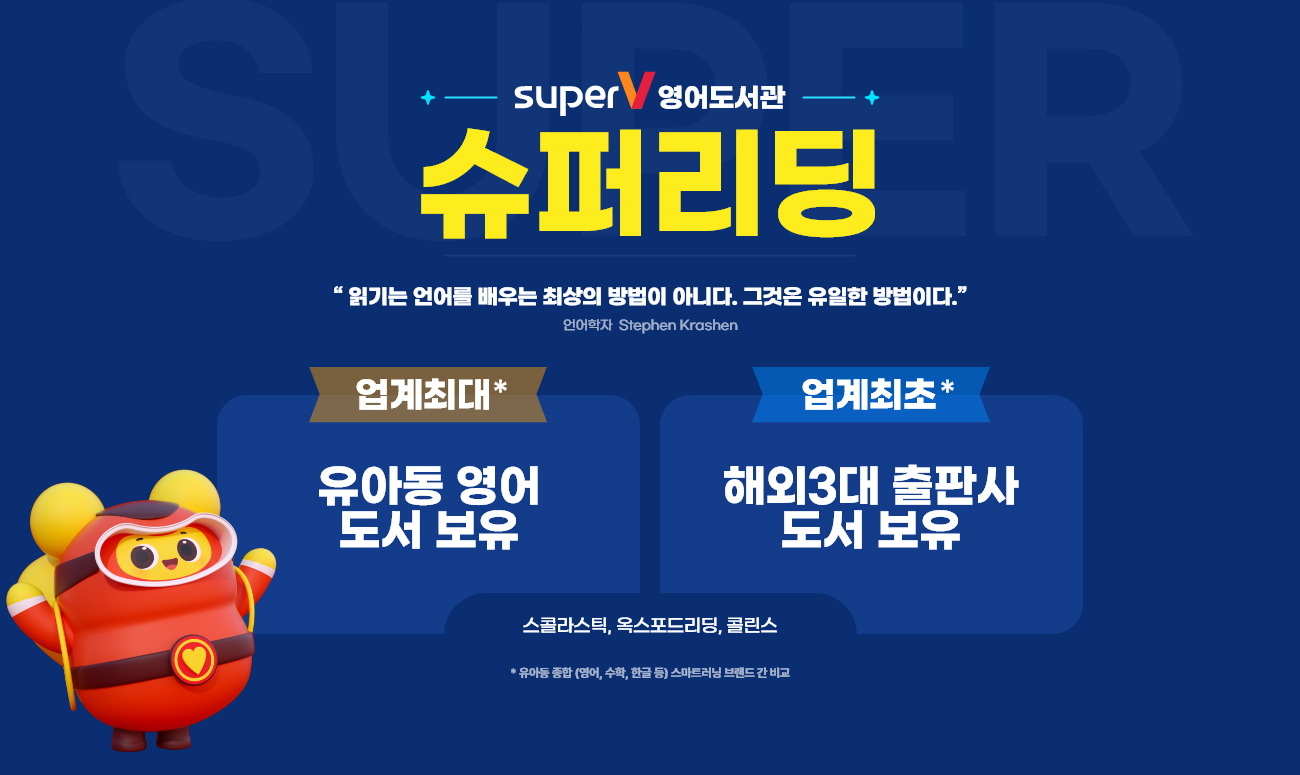 SUPER
superV 영어도서관
슈퍼리딩
“ 읽기는 언어를 배우는 최상의 방법이 아니다. 그것은 유일한 방법이다.”
언어학자 Stephen Krashen
업계최대*
유아동 영어
도서 보유
업계최초*
해외3대 출판사
도서 보유
스콜라스틱, 옥스포드리딩, 콜린스
* 유아동 종합 (영어, 수학, 한글 등) 스마트러닝 브랜드 간 비교